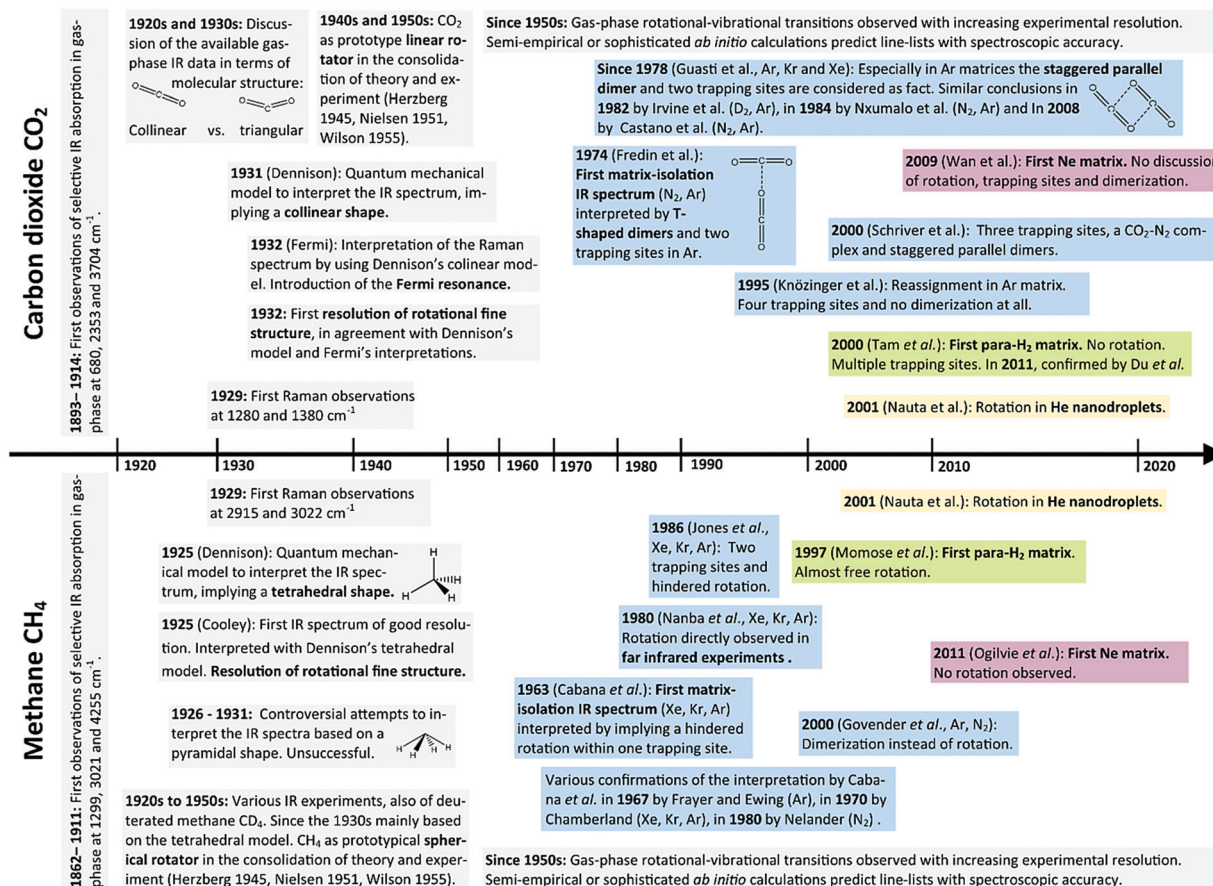 Carbon dioxide CO₂
1893– 1914: First observations of selective IR absorption in gas-
phase at 680, 2353 and 3704 cm⁻¹.
1920s and 1930s: Discus-
sion of the available gas-
phase IR data in terms of
molecular structure:
O C O
O C O
Collinear vs. triangular
1940s and 1950s: CO₂
as prototype linear ro-
tator in the consolida-
tion of theory and ex-
periment (Herzberg
1945, Nielsen 1951,
Wilson 1955).
Since 1950s: Gas-phase rotational-vibrational transitions observed with increasing experimental resolution.
Semi-empirical or sophisticated ab initio calculations predict line-lists with spectroscopic accuracy.
Since 1978 (Guasti et al., Ar, Kr and Xe): Especially in Ar matrices the staggered parallel
dimer and two trapping sites are considered as fact. Similar conclusions in
1982 by Irvine et al. (D₂, Ar), in 1984 by Nxumalo et al. (N₂, Ar) and In 2008
by Castano et al. (N₂, Ar).
O C O
O C O
1974 (Fredin et al.):
First matrix-isolation
IR spectrum (N₂, Ar)
interpreted by T-
shaped dimers and two
trapping sites in Ar.
O C O
O
C
O
2009 (Wan et al.): First Ne matrix. No discussion
of rotation, trapping sites and dimerization.
1931 (Dennison): Quantum mechanical
model to interpret the IR spectrum, im-
plying a collinear shape.
2000 (Schriver et al.): Three trapping sites, a CO₂-N₂ com-
plex and staggered parallel dimers.
1932 (Fermi): Interpretation of the Raman
spectrum by using Dennison's colinear mod-
el. Introduction of the Fermi resonance.
1995 (Knözinger et al.): Reassignment in Ar matrix.
Four trapping sites and no dimerization at all.
1932: First resolution of rotational fine
structure, in agreement with Dennison's
model and Fermi's interpretations.
2000 (Tam et al.): First para-H₂ matrix. No rotation.
Multiple trapping sites. In 2011, confirmed by Du et al.
1929: First Raman observations
at 1280 and 1380 cm⁻¹
2001 (Nauta et al.): Rotation in He nanodroplets.
1920 1930 1940 1950 1960 1970 1980 1990 2000 2010 2020
Methane CH₄
1862– 1911: First observations of selective IR absorption in gas-
phase at 1299, 3021 and 4255 cm⁻¹.
1929: First Raman observations
at 2915 and 3022 cm⁻¹
2001 (Nauta et al.): Rotation in He nanodroplets.
1986 (Jones et al.,
Xe, Kr, Ar): Two
trapping sites and
hindered rotation.
1997 (Momose et al.): First para-H₂ matrix.
Almost free rotation.
1925 (Dennison): Quantum mechan-
ical model to interpret the IR spec-
trum, implying a tetrahedral shape.
H
H
H
H
1925 (Cooley): First IR spectrum of good resolu-
tion. Interpreted with Dennison's tetrahedral
model. Resolution of rotational fine structure.
1980 (Nanba et al., Xe, Kr, Ar):
Rotation directly observed in
far infrared experiments .
2011 (Ogilvie et al.): First Ne matrix.
No rotation observed.
1963 (Cabana et al.): First matrix-
isolation IR spectrum (Xe, Kr, Ar)
interpreted by implying a hindered
rotation within one trapping site.
1926 - 1931: Controversial attempts to in-
terpret the IR spectra based on a
pyramidal shape. Unsuccessful.
H H H H
2000 (Govender et al., Ar, N₂):
Dimerization instead of rotation.
Various confirmations of the interpretation by Caba-
na et al. in 1967 by Frayer and Ewing (Ar), in 1970 by
Chamberland (Xe, Kr, Ar), in 1980 by Nelander (N₂) .
1920s to 1950s: Various IR experiments, also of deu-
terated methane CD₄. Since the 1930s mainly based
on the tetrahedral model. CH₄ as prototypical spher-
ical rotator in the consolidation of theory and exper-
iment (Herzberg 1945, Nielsen 1951, Wilson 1955).
Since 1950s: Gas-phase rotational-vibrational transitions observed with increasing experimental resolution.
Semi-empirical or sophisticated ab initio calculations predict line-lists with spectroscopic accuracy.